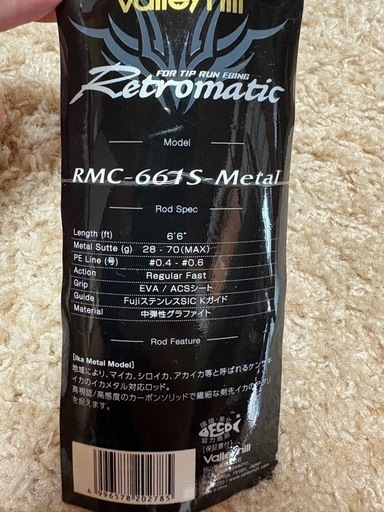 ValleyHill
FOR TIP RUN EGING
Retromatic
Model
RMC-661S-Metal
Rod Spec
Length (ft) 6'6"
Metal Sutte (g) 28 - 70(MAX)
PE Line (号) #0.4 - #0.6
Action Regular Fast
Grip EVA / ACSシート
Guide FujiステンレスSIC Kガイド
Material 中弾性グラファイト
Rod Feature
[Ika Metal Model]
地域により、マイカ、シロイカ、アカイカ等と呼ばれるケンサキ
イカのイカメタル対応ロッド。
高視認/高感度のカーボンソリッドで繊細な剣先イカのアタリ
を捉えます。
ECO
ValleyHill
4 996578 202785